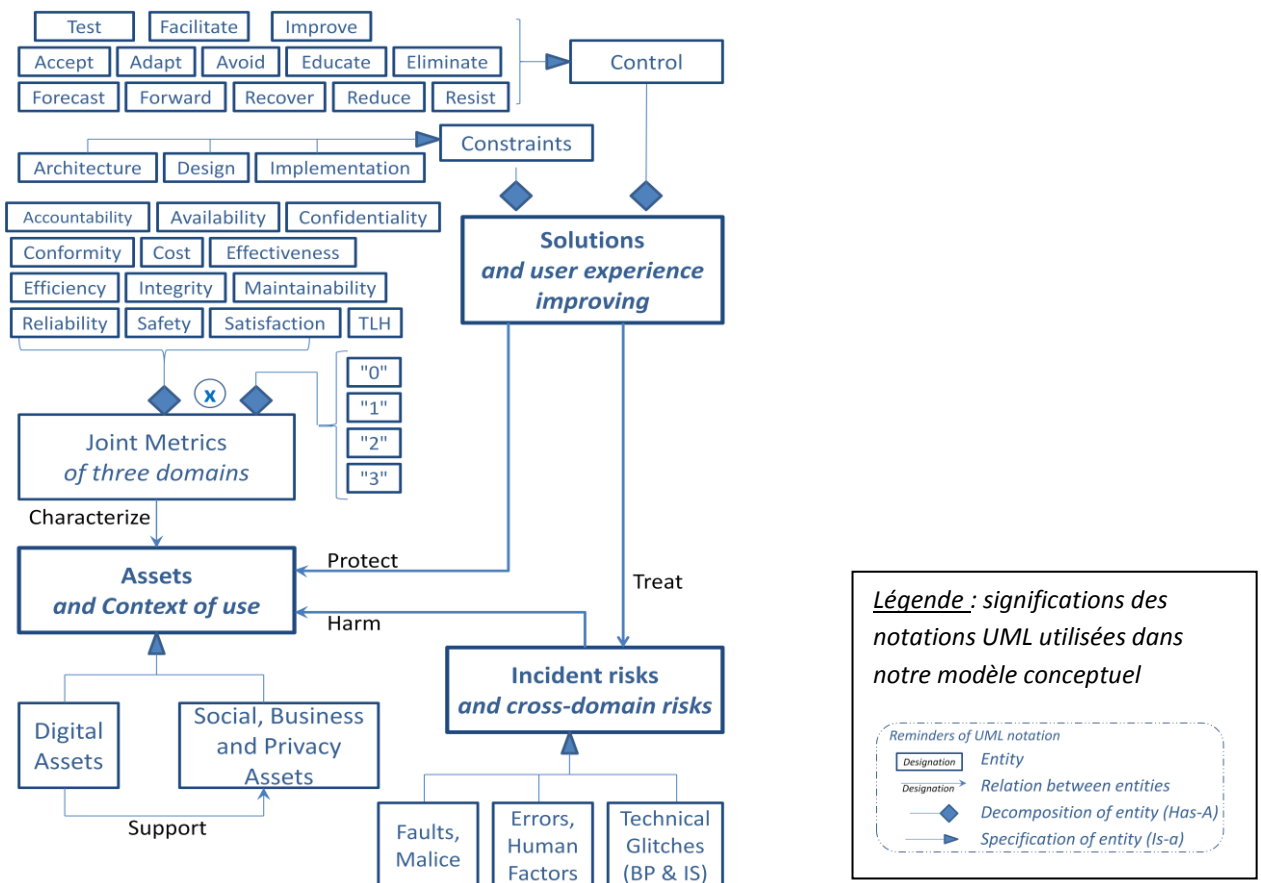 Test Facilitate Improve
Accept Adapt Avoid Educate Eliminate
Forecast Forward Recover Reduce Resist
Control
Architecture Design Implementation
Constraints
Accountability Availability Confidentiality
Conformity Cost Effectiveness
Efficiency Integrity Maintainability
Reliability Safety Satisfaction TLH
Solutions
and user experience
improving
x
"0"
"1"
"2"
"3"
Joint Metrics
of three domains
Characterize
Assets
and Context of use
Protect
Harm
Treat
Incident risks
and cross-domain risks
Digital
Assets
Social, Business
and Privacy
Assets
Support
Faults,
Malice
Errors,
Human
Factors
Technical
Glitches
(BP & IS)
Légende : significations des
notations UML utilisées dans
notre modèle conceptuel
Reminders of UML notation
Designation Entity
Designation Relation between entities
Decomposition of entity (Has-A)
Specification of entity (Is-a)